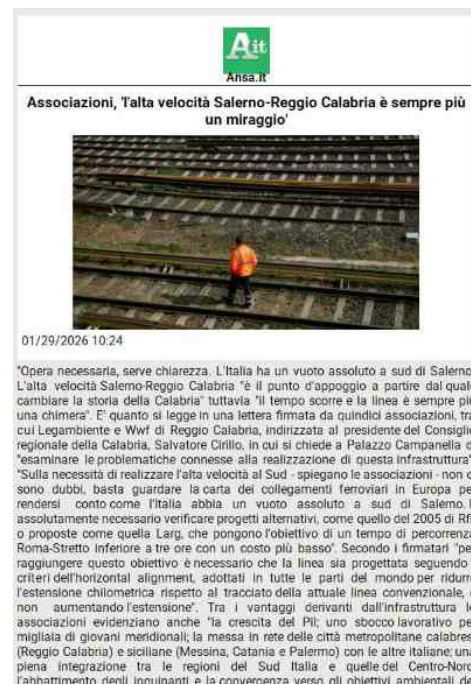 Ait
Ansa.it
Associazioni, 'l'alta velocità Salerno-Reggio Calabria è sempre più
un miraggio'
01/29/2026 10:24
"Opera necessaria, serve chiarezza. L'Italia ha un vuoto assoluto a sud di Salerno
L'alta velocità Salerno-Reggio Calabria "è il punto d'appoggio a partire dal quale
cambiare la storia della Calabria" tuttavia "il tempo scorre e la linea è sempre più
una chimera". E' quanto si legge in una lettera firmata da quindici associazioni, tra
cui Legambiente e Wwf di Reggio Calabria, indirizzata al presidente del Consiglio
regionale della Calabria, Salvatore Cirillo, in cui si chiede a Palazzo Campanella d
"esaminare le problematiche connesse alla realizzazione di questa infrastruttura"
"Sulla necessità di realizzare l'alta velocità al Sud - spiegano le associazioni - non c
sono dubbi, basta guardare la carta dei collegamenti ferroviari in Europa pe
rendersi conto come l'Italia abbia un vuoto assoluto a sud di Salerno.
assolutamente necessario verificare progetti alternativi, come quello del 2005 di Rf
o proposte come quella Larg, che pongono l'obiettivo di un tempo di percorrenza
Roma-Stretto inferiore a tre ore con un costo più basso". Secondo i firmatari "pe
raggiungere questo obiettivo è necessario che la linea sia progettata seguendo
criteri dell'horizontal alignment, adottati in tutte le parti del mondo per ridurre
l'estensione chilometrica rispetto al tracciato della attuale linea convenzionale, e
non aumentando l'estensione". Tra i vantaggi derivanti dall'infrastruttura le
associazioni evidenziano anche "la crescita del Pil; uno sbocco lavorativo pe
migliaia di giovani meridionali; la messa in rete delle città metropolitane calabres
(Reggio Calabria) e siciliane (Messina, Catania e Palermo) con le altre italiane; una
piena integrazione tra le regioni del Sud Italia e quelle del Centro-Nord
l'abbattimento degli inquinanti e la convergenza verso gli obiettivi ambientali de